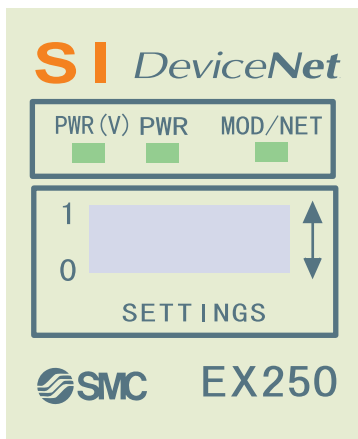 SI DeviceNet
PWR(V) PWR MOD/NET
1
0
SETTINGS
SMC EX250